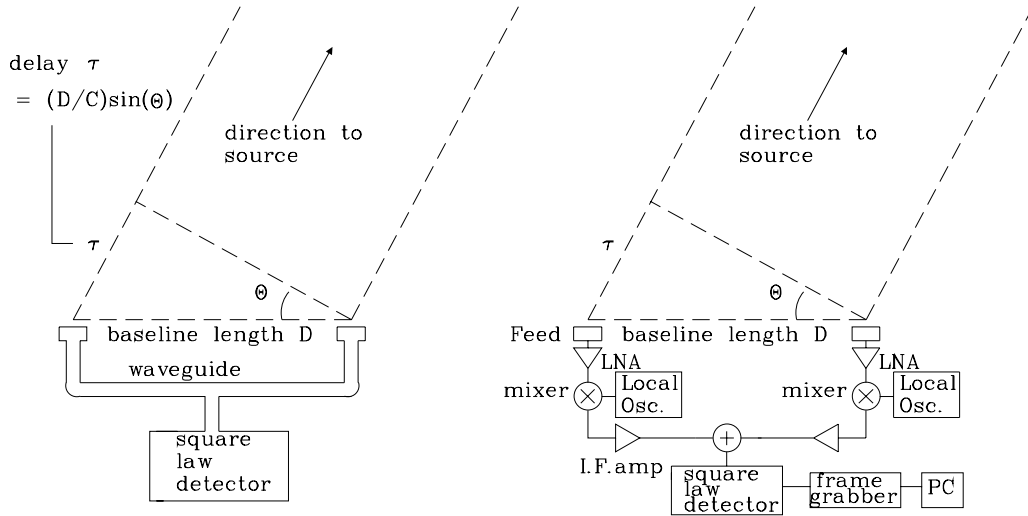 delay τ
= (D/C)sin(Θ)
direction to
source
τ
Θ
baseline length D
waveguide
square
law
detector
direction to
source
τ
Θ
Feed
baseline length D
LNA
LNA
mixer
Local
Osc.
mixer
Local
Osc.
I.F.amp
square
law
detector
frame
grabber
PC